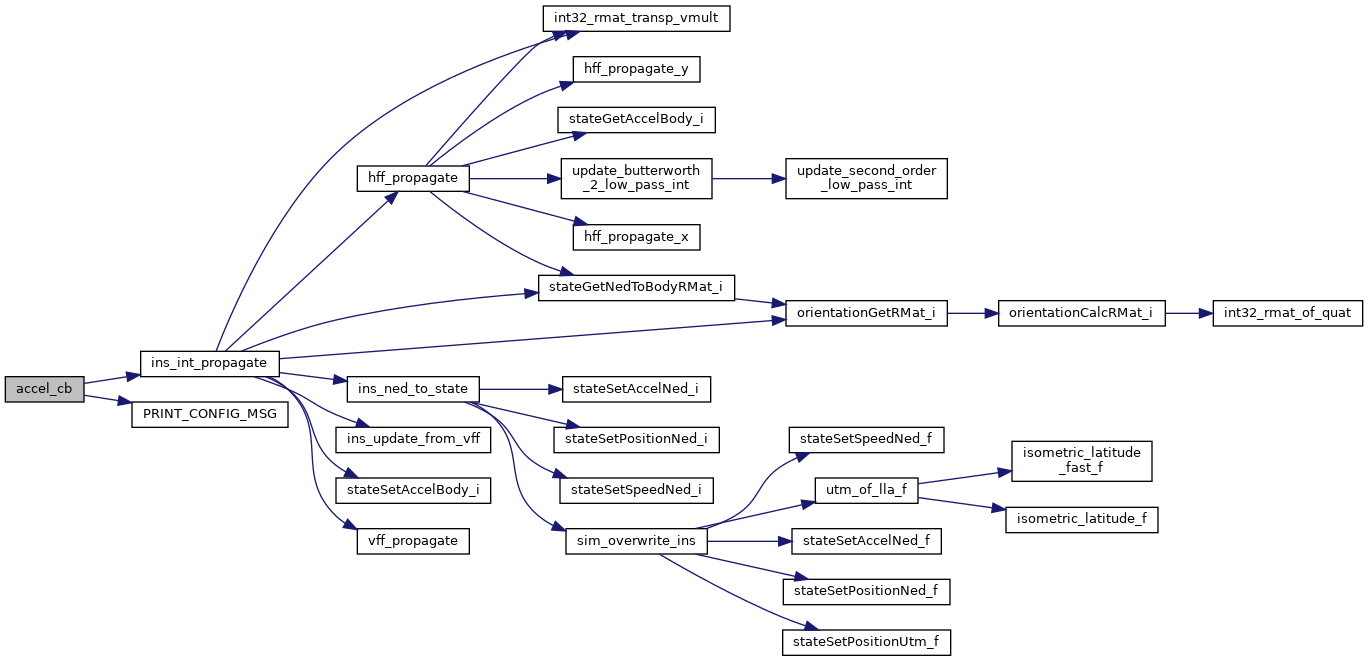 int32_rmat_transp_vmult
hff_propagate_y
stateGetAccelBody_i
hff_propagate
update_butterworth
_2_low_pass_int
update_second_order
_low_pass_int
hff_propagate_x
stateGetNedToBodyRMat_i
orientationGetRMat_i
orientationCalcRMat_i
int32_rmat_of_quat
ins_int_propagate
accel_cb
PRINT_CONFIG_MSG
ins_ned_to_state
stateSetAccelNed_i
ins_update_from_vff
stateSetPositionNed_i
stateSetSpeedNed_f
isometric_latitude
_fast_f
stateSetAccelBody_i
stateSetSpeedNed_i
utm_of_lla_f
isometric_latitude_f
vff_propagate
sim_overwrite_ins
stateSetAccelNed_f
stateSetPositionNed_f
stateSetPositionUtm_f